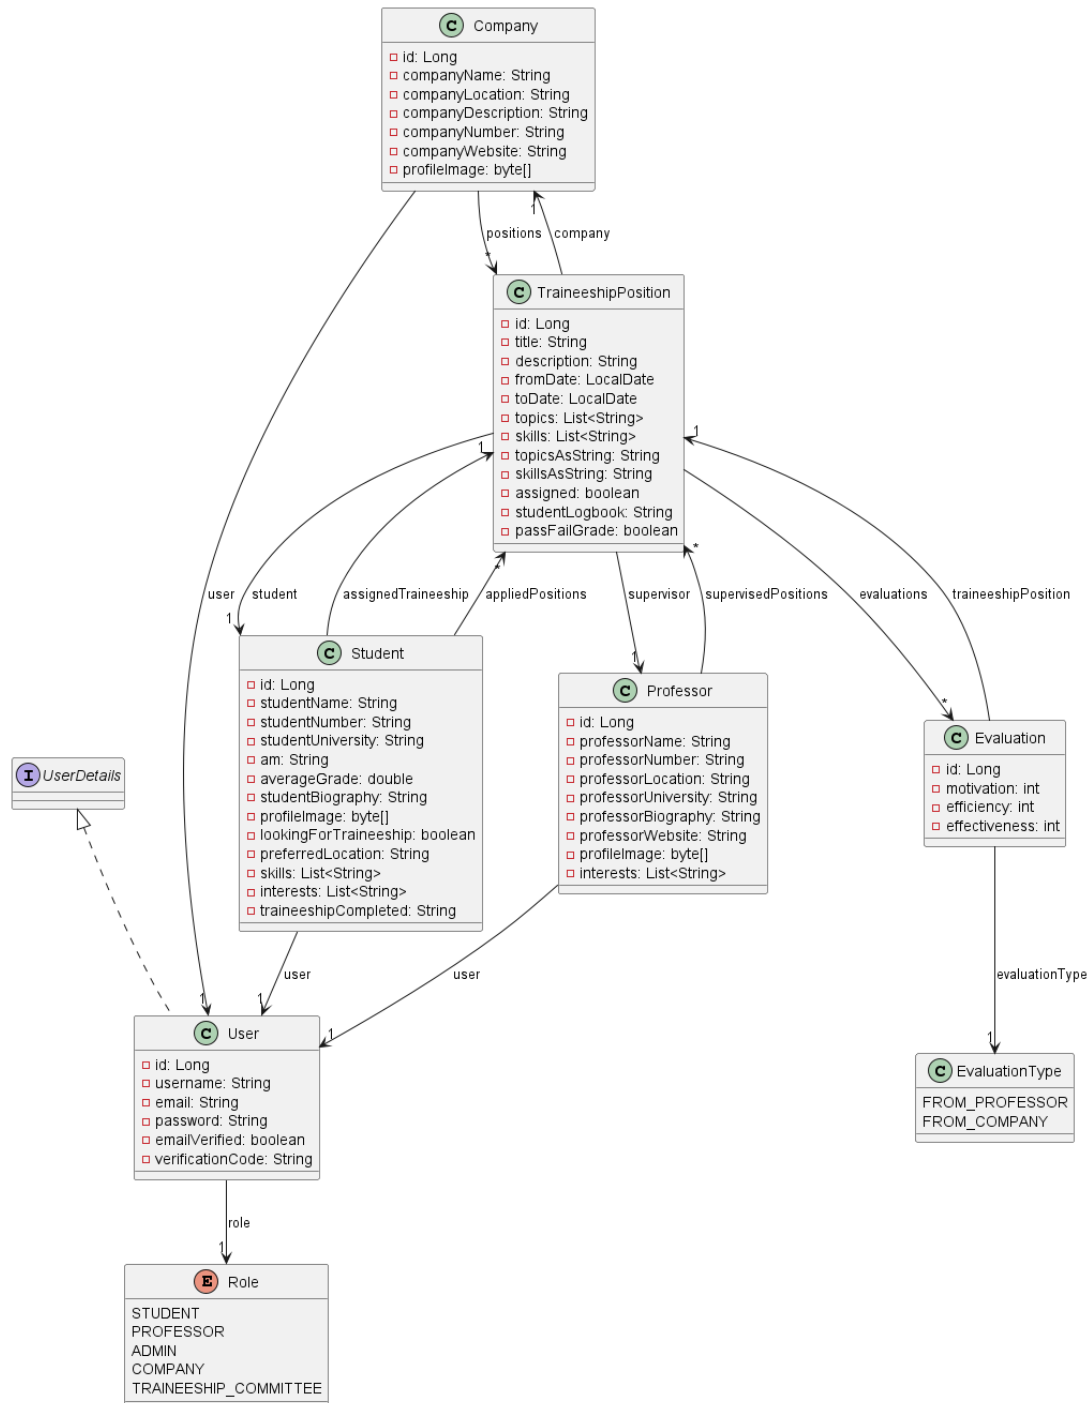 C Company
id: Long
companyName: String
companyLocation: String
companyDescription: String
companyNumber: String
companyWebsite: String
profileImage: byte[]
positions
company
*
1
C TraineeshipPosition
id: Long
title: String
description: String
fromDate: LocalDate
toDate: LocalDate
topics: List<String>
skills: List<String>
topicsAsString: String
skillsAsString: String
assigned: boolean
studentLogbook: String
passFailGrade: boolean
1
1
user
student
assignedTraineeship
appliedPositions
supervisor
supervisedPositions
evaluations
traineeshipPosition
1
*
1
*
*
C Student
id: Long
studentName: String
studentNumber: String
studentUniversity: String
am: String
averageGrade: double
studentBiography: String
profileImage: byte[]
lookingForTraineeship: boolean
preferredLocation: String
skills: List<String>
interests: List<String>
traineeshipCompleted: String
C Professor
id: Long
professorName: String
professorNumber: String
professorLocation: String
professorUniversity: String
professorBiography: String
professorWebsite: String
profileImage: byte[]
interests: List<String>
C Evaluation
id: Long
motivation: int
efficiency: int
effectiveness: int
I UserDetails
user
user
evaluationType
1
1
1
1
C User
id: Long
username: String
email: String
password: String
emailVerified: boolean
verificationCode: String
C EvaluationType
FROM_PROFESSOR
FROM_COMPANY
role
1
E Role
STUDENT
PROFESSOR
ADMIN
COMPANY
TRAINEESHIP_COMMITTEE